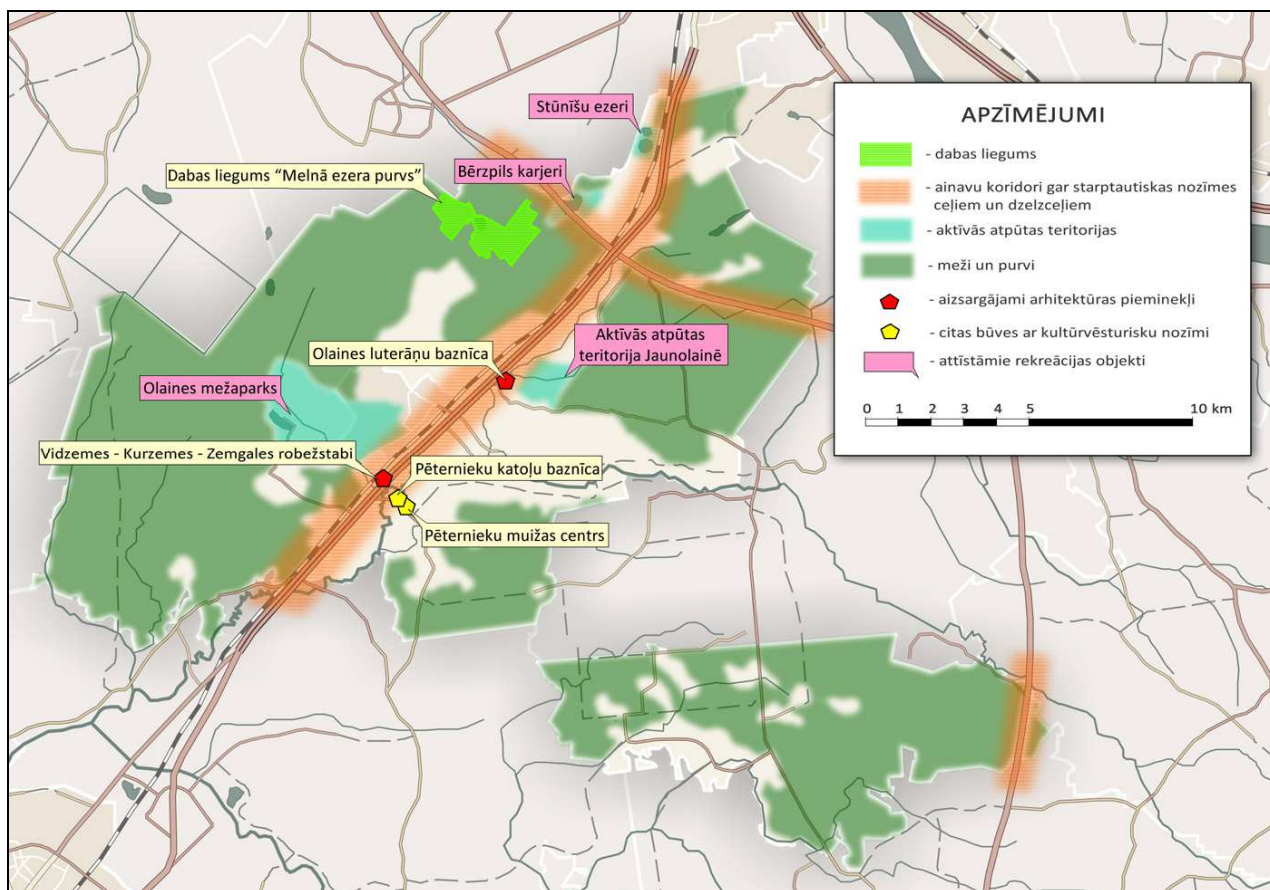 Stūnīšu ezeri
Bērzpils karjeri
Dabas liegums “Melnā ezera purvs”
Aktīvās atpūtas
teritorija Jaunolainē
Olaines luterāņu baznīca
Olaines mežaparks
Vidzemes - Kurzemes - Zemgales robežstabi
Pēternieku katoļu baznīca
Pēternieku muižas centrs
APZĪMĒJUMI
- dabas liegums
- ainavu koridori gar starptautiskas nozīmes
ceļiem un dzelzceļiem
- aktīvās atpūtas teritorijas
- meži un purvi
- aizsargājami arhitektūras pieminekļi
- citas būves ar kultūrvēsturisku nozīmi
- attīstāmie rekreācijas objekti
0 1 2 3 4 5 10 km